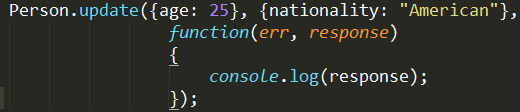 Person.update({age: 25}, {nationality: "American"},
function(err, response)
{
console.log(response);
});